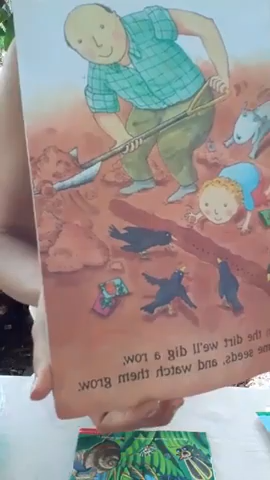 the dirt we'll dig a row,
me seeds, and watch them grow.